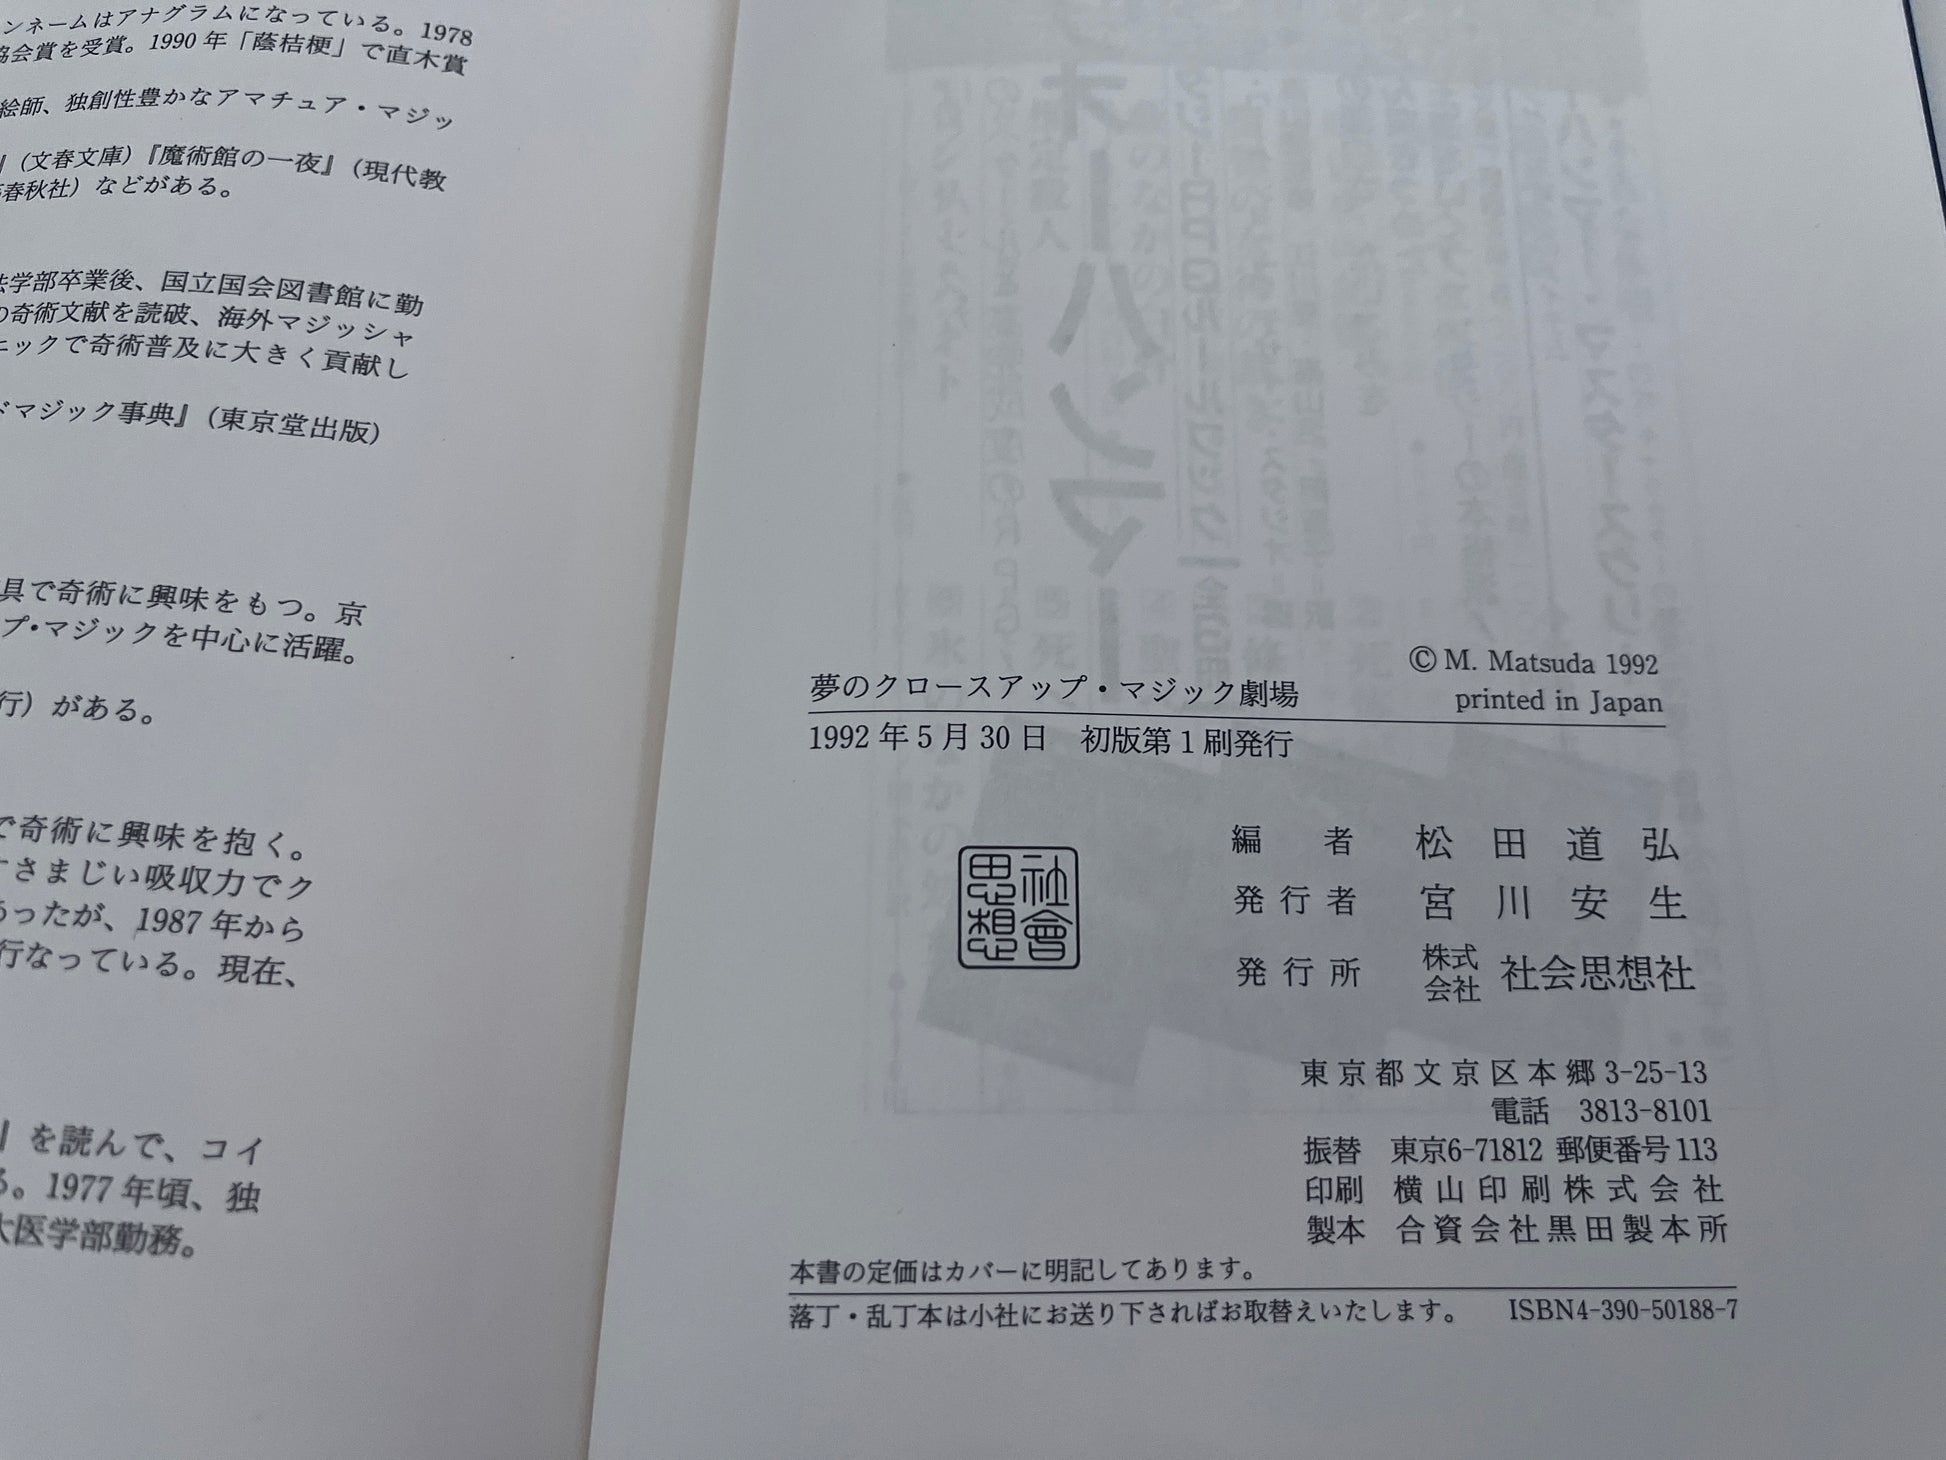 ンネームはアナグラムになっている。1978
協会賞を受賞。1990年「蔭桔梗」で直木賞
絵師、独創性豊かなアマチュア・マジッ
』(文春文庫)『魔術館の一夜』(現代教
春秋社)などがある。
法学部卒業後、国立国会図書館に勤
の奇術文献を読破、海外マジッシャ
ニックで奇術普及に大きく貢献し
ドマジック事典』(東京堂出版)
具で奇術に興味をもつ。京
プ・マジックを中心に活躍。
行)がある。
で奇術に興味を抱く。
すさまじい吸収力でク
あったが、1987年から
行なっている。現在、
』を読んで、コイ
る。1977年頃、独
大医学部勤務。
© M. Matsuda 1992
printed in Japan
夢のクロースアップ・マジック劇場
1992年5月30日 初版第1刷発行
社會思想
編者 松田道弘
発行者 宮川安生
発行所 株式会社 社会思想社
東京都文京区本郷3-25-13
電話 3813-8101
振替 東京6-71812 郵便番号113
印刷 横山印刷株式会社
製本 合資会社黒田製本所
本書の定価はカバーに明記してあります。
落丁・乱丁本は小社にお送り下さればお取替えいたします。 ISBN4-390-50188-7